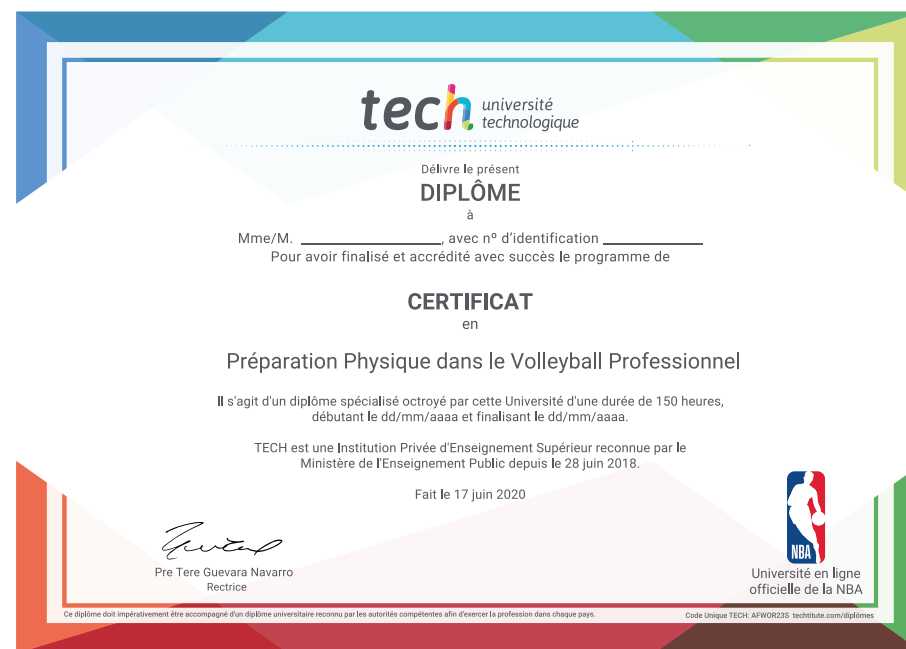 tech université
technologique
Délivre le présent
DIPLÔME
à
Mme/M. ____________________, avec nº d'identification ______________
Pour avoir finalisé et accrédité avec succès le programme de
CERTIFICAT
en
Préparation Physique dans le Volleyball Professionnel
Il s'agit d'un diplôme spécialisé octroyé par cette Université d'une durée de 150 heures,
débutant le dd/mm/aaaa et finalisant le dd/mm/aaaa.
TECH est une Institution Privée d'Enseignement Supérieur reconnue par le
Ministère de l'Enseignement Public depuis le 28 juin 2018.
Fait le 17 juin 2020
Pre Tere Guevara Navarro
Rectrice
NBA
Université en ligne
officielle de la NBA
Ce diplôme doit impérativement être accompagné d'un diplôme universitaire reconnu par les autorités compétentes afin d'exercer la profession dans chaque pays.
Code Unique TECH: AFWOR23S techtitute.com/diplômes